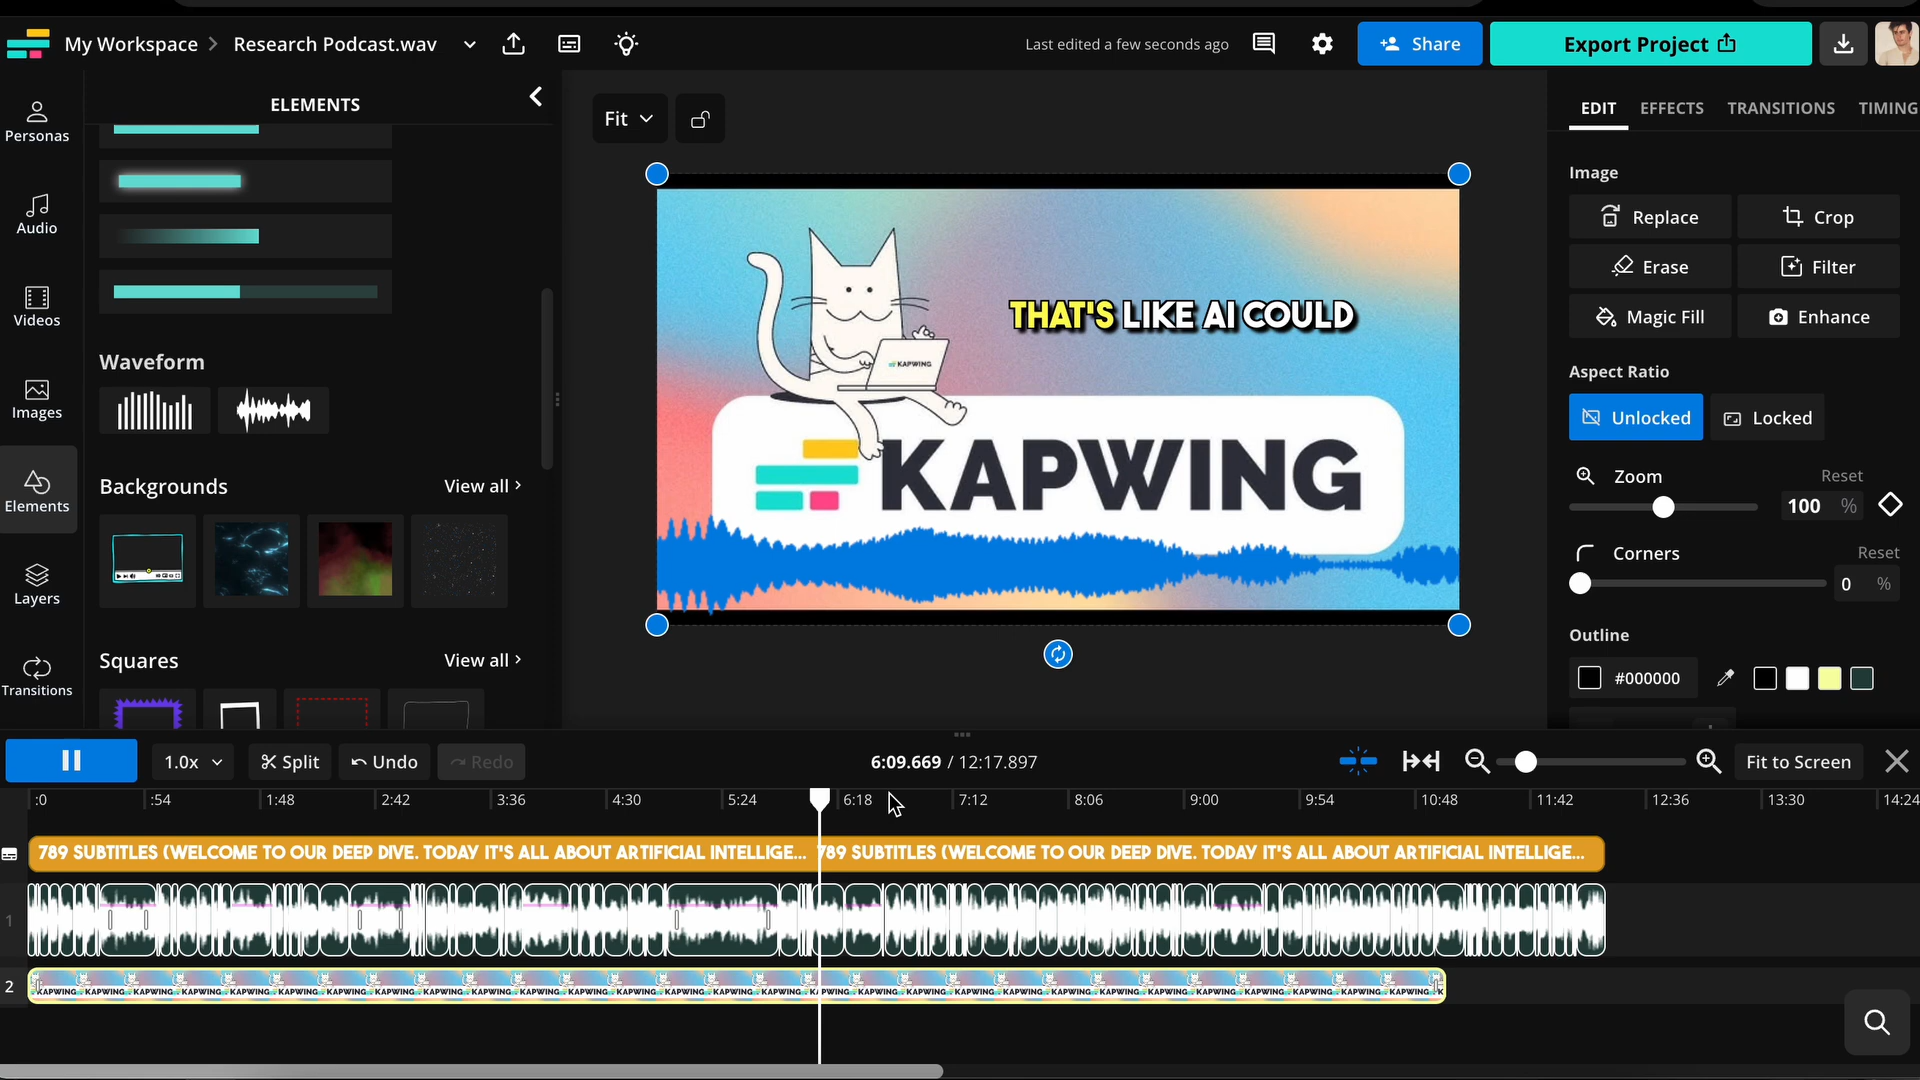 My Workspace > Research Podcast.wav
Last edited a few seconds ago
Share
Export Project
Personas
Audio
Videos
Images
Elements
Layers
Transitions
ELEMENTS
Waveform
Backgrounds
View all >
Squares
View all >
Fit
THAT'S LIKE AI COULD
KAPWING
KAPWING
EDIT
EFFECTS
TRANSITIONS
TIMING
Image
Replace
Crop
Erase
Filter
Magic Fill
Enhance
Aspect Ratio
Unlocked
Locked
Zoom
Reset
100 %
Corners
Reset
0 %
Outline
#000000
1.0x
Split
Undo
Redo
6:09.669 / 12:17.897
Fit to Screen
:0
:54
1:48
2:42
3:36
4:30
5:24
6:18
7:12
8:06
9:00
9:54
10:48
11:42
12:36
13:30
14:24
789 SUBTITLES (WELCOME TO OUR DEEP DIVE. TODAY IT'S ALL ABOUT ARTIFICIAL INTELLIGE...
789 SUBTITLES (WELCOME TO OUR DEEP DIVE. TODAY IT'S ALL ABOUT ARTIFICIAL INTELLIGE...
1
2